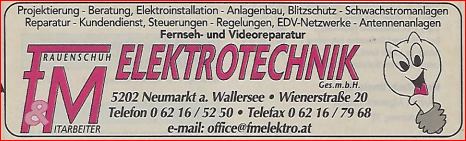 Projektierung - Beratung, Elektroinstallation - Anlagenbau, Blitzschutz - Schwachstromanlagen
Reparatur - Kundendienst, Steuerungen - Regelungen, EDV-Netzwerke - Antennenanlagen
Fernseh- und Videoreparatur
FRAUENSCHUH
& MITARBEITER
ELEKTROTECHNIK
Ges.m.b.H.
5202 Neumarkt a. Wallersee • Wienerstraße 20
Telefon 0 62 16 / 52 50 • Telefax 0 62 16 / 79 68
e-mail: office@fmelektro.at